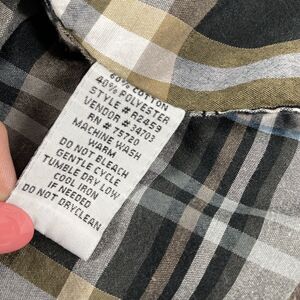 60% COTTON
40% POLYESTER
STYLE # R2459
VENDOR # 34703
RN # 75720
MACHINE WASH
WARM
DO NOT BLEACH
GENTLE CYCLE
TUMBLE DRY LOW
COOL IRON
IF NEEDED
DO NOT DRYCLEAN